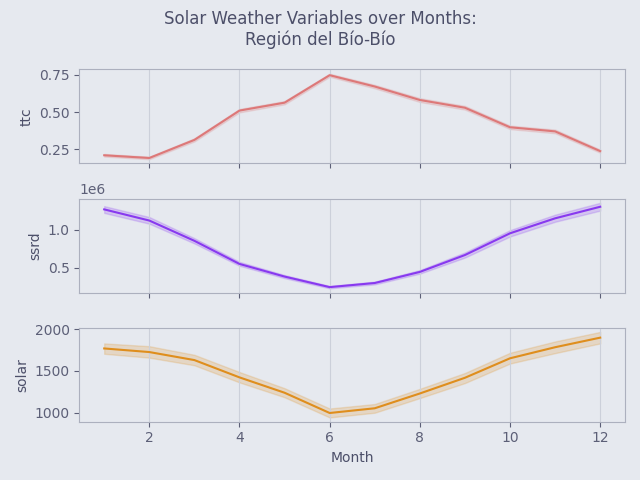 Solar Weather Variables over Months:
Región del Bío-Bío
0.75
0.50
0.25
ttc
1e6
1.0
0.5
ssrd
2000
1500
1000
solar
2 4 6 8 10 12
Month